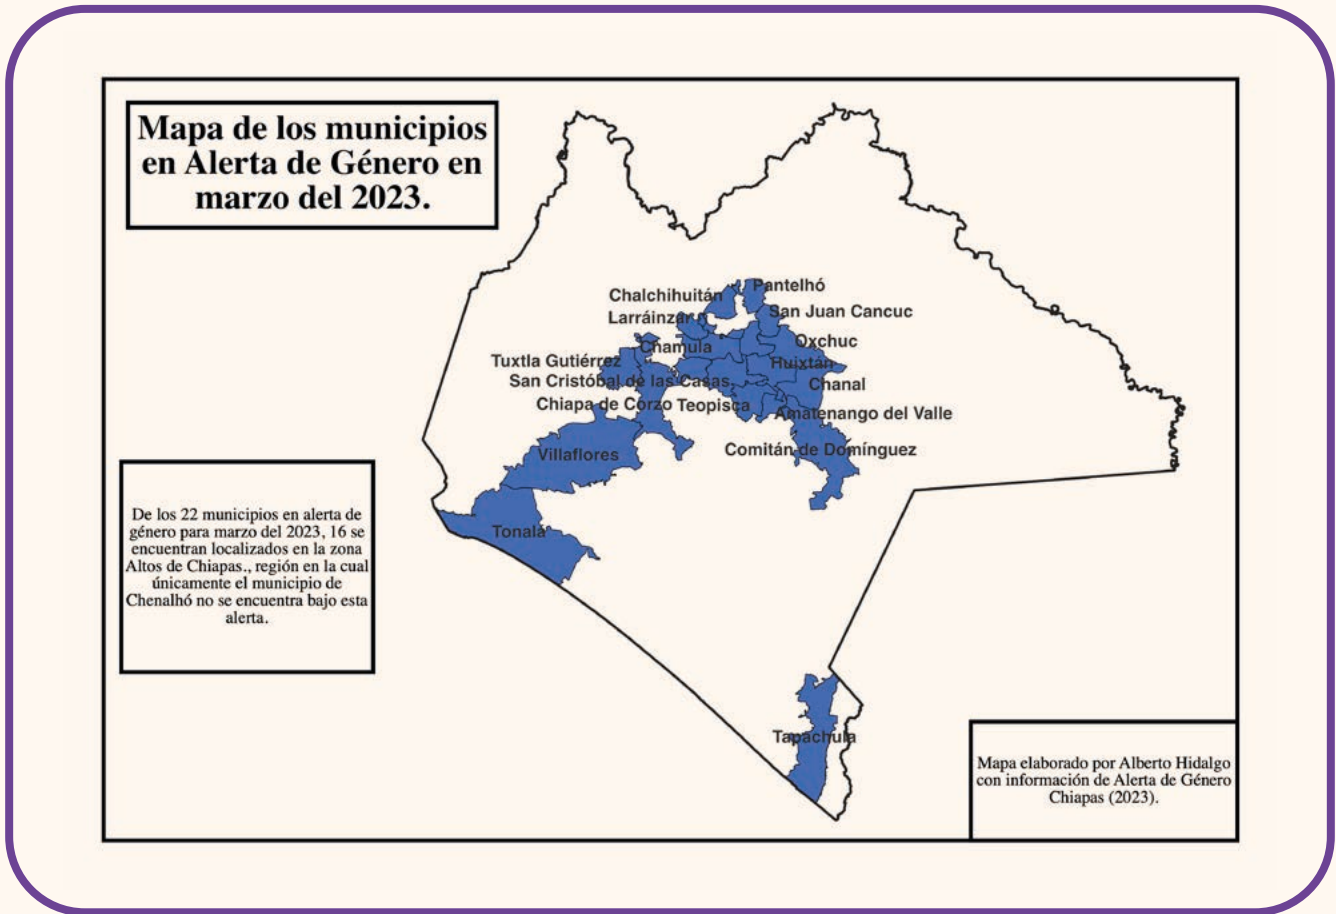 Mapa de los municipios
en Alerta de Género en
marzo del 2023.
Pantelhó
Chalchihuitán
San Juan Cancuc
Larráinzar
Oxchuc
Chamula
Tuxtla Gutiérrez
Huixtán
San Cristóbal de las Casas
Chanal
Chiapa de Corzo
Teopisca
Amatenango del Valle
Comitán de Domínguez
Villaflores
Tonalá
Tapachula
De los 22 municipios en alerta de
género para marzo del 2023, 16 se
encuentran localizados en la zona
Altos de Chiapas., región en la cual
únicamente el municipio de
Chenalhó no se encuentra bajo esta
alerta.
Mapa elaborado por Alberto Hidalgo
con información de Alerta de Género
Chiapas (2023).